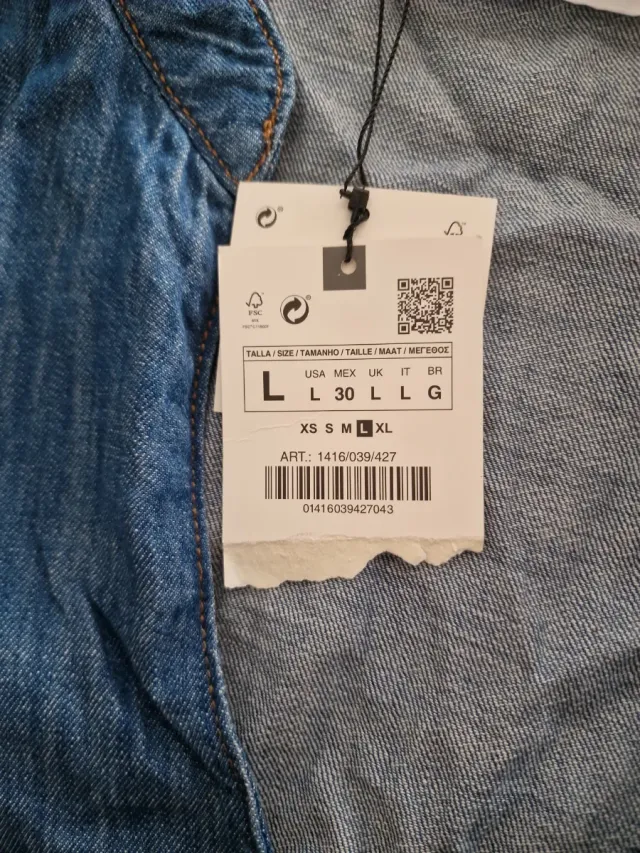 FSC
TALLA / SIZE / TAMANHO / TAILLE / MAAT / ΜΕΓΕΘΟΣ
L
USA MEX UK IT BR
L 30 L L G
XS S M L XL
ART.: 1416/039/427
01416039427043